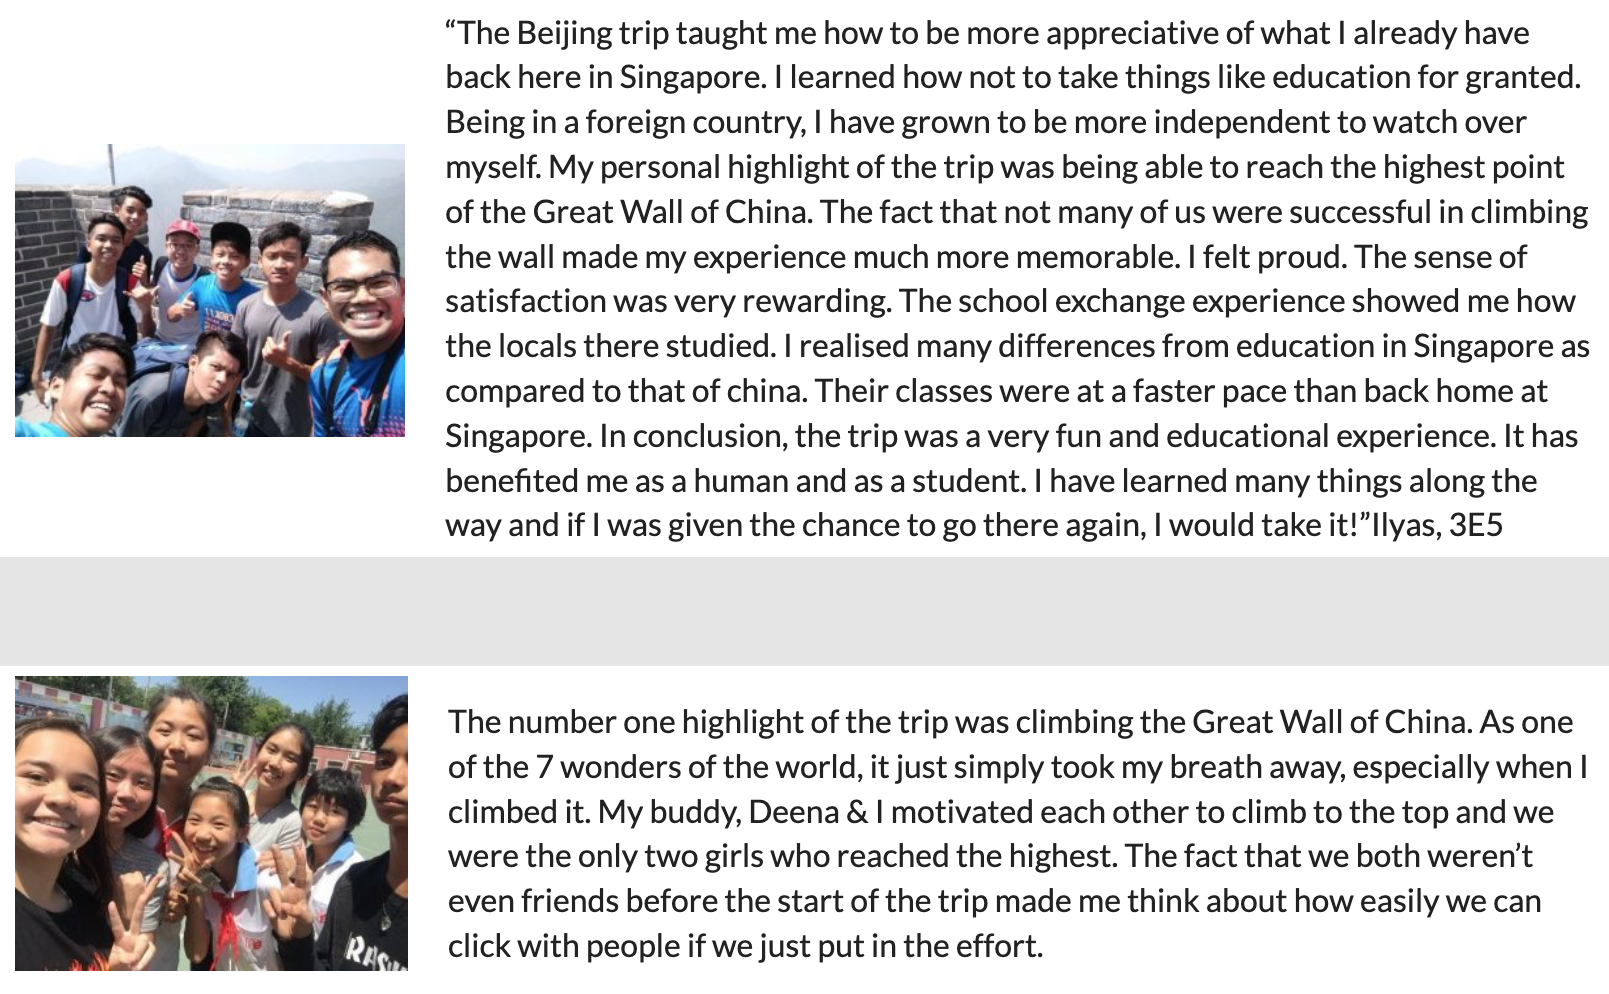 “The Beijing trip taught me how to be more appreciative of what I already have
back here in Singapore. I learned how not to take things like education for granted.
Being in a foreign country, I have grown to be more independent to watch over
myself. My personal highlight of the trip was being able to reach the highest point
of the Great Wall of China. The fact that not many of us were successful in climbing
the wall made my experience much more memorable. I felt proud. The sense of
satisfaction was very rewarding. The school exchange experience showed me how
the locals there studied. I realised many differences from education in Singapore as
compared to that of china. Their classes were at a faster pace than back home at
Singapore. In conclusion, the trip was a very fun and educational experience. It has
benefited me as a human and as a student. I have learned many things along the
way and if I was given the chance to go there again, I would take it!”Ilyas, 3E5
The number one highlight of the trip was climbing the Great Wall of China. As one
of the 7 wonders of the world, it just simply took my breath away, especially when I
climbed it. My buddy, Deena & I motivated each other to climb to the top and we
were the only two girls who reached the highest. The fact that we both weren’t
even friends before the start of the trip made me think about how easily we can
click with people if we just put in the effort.